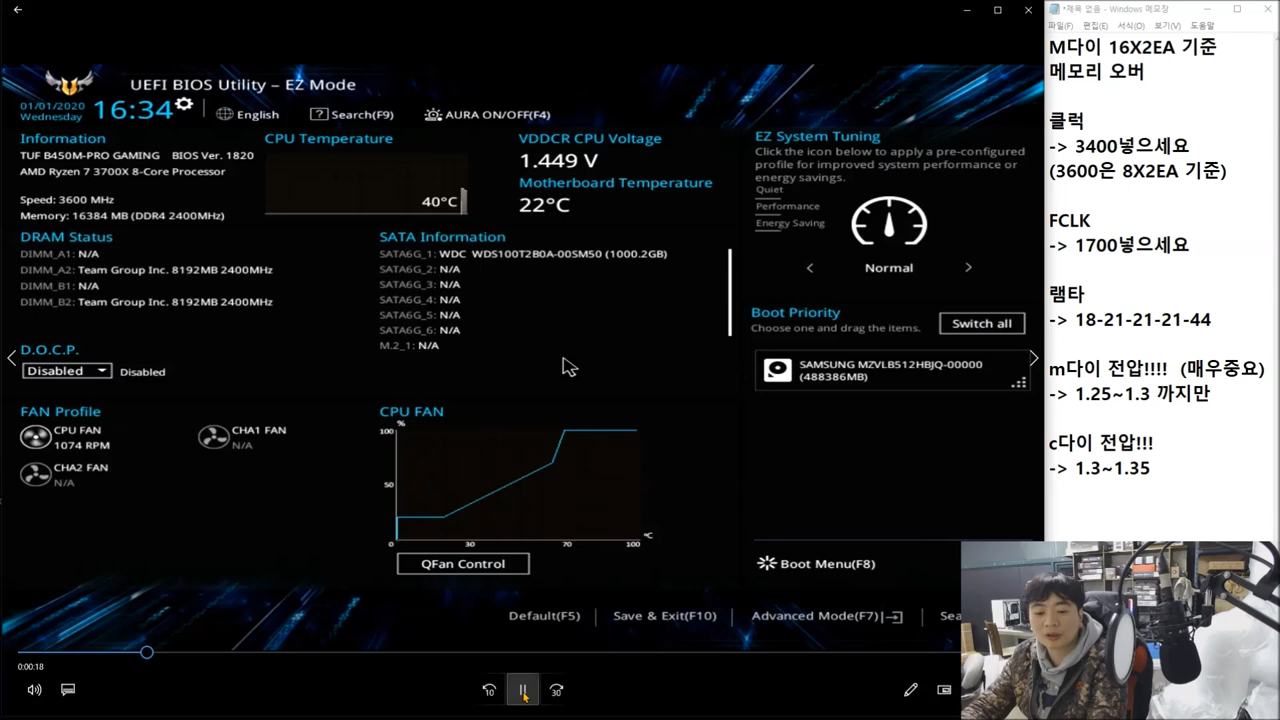 UEFI BIOS Utility – EZ Mode
01/01/2020
Wednesday
16:34
English
Search(F9)
AURA ON/OFF(F4)
Information
TUF B450M-PRO GAMING BIOS Ver. 1820
AMD Ryzen 7 3700X 8-Core Processor
Speed: 3600 MHz
Memory: 16384 MB (DDR4 2400MHz)
CPU Temperature
40°C
VDDCR CPU Voltage
1.449 V
Motherboard Temperature
22°C
EZ System Tuning
Click the icon below to apply a pre-configured
profile for improved system performance or
energy savings.
Quiet
Performance
Energy Saving
Normal
DRAM Status
DIMM_A1: N/A
DIMM_A2: Team Group Inc. 8192MB 2400MHz
DIMM_B1: N/A
DIMM_B2: Team Group Inc. 8192MB 2400MHz
SATA Information
SATA6G_1: WDC WDS100T2B0A-00SM50 (1000.2GB)
SATA6G_2: N/A
SATA6G_3: N/A
SATA6G_4: N/A
SATA6G_5: N/A
SATA6G_6: N/A
M.2_1: N/A
Boot Priority
Choose one and drag the items.
Switch all
SAMSUNG MZVLB512HBJQ-00000
(488386MB)
D.O.C.P.
Disabled
Disabled
FAN Profile
CPU FAN
1074 RPM
CHA1 FAN
N/A
CHA2 FAN
N/A
CPU FAN
%
100
50
0
30
70
100
°C
QFan Control
Boot Menu(F8)
Default(F5)
Save & Exit(F10)
Advanced Mode(F7)
Sea
0:00:18
10
30
*제목 없음 - Windows 메모장
파일(F) 편집(E) 서식(O) 보기(V) 도움말
M다이 16X2EA 기준
메모리 오버
클럭
-> 3400넣으세요
(3600은 8X2EA 기준)
FCLK
-> 1700넣으세요
램타
-> 18-21-21-21-44
m다이 전압!!!! (매우중요)
-> 1.25~1.3 까지만
c다이 전압!!!
-> 1.3~1.35